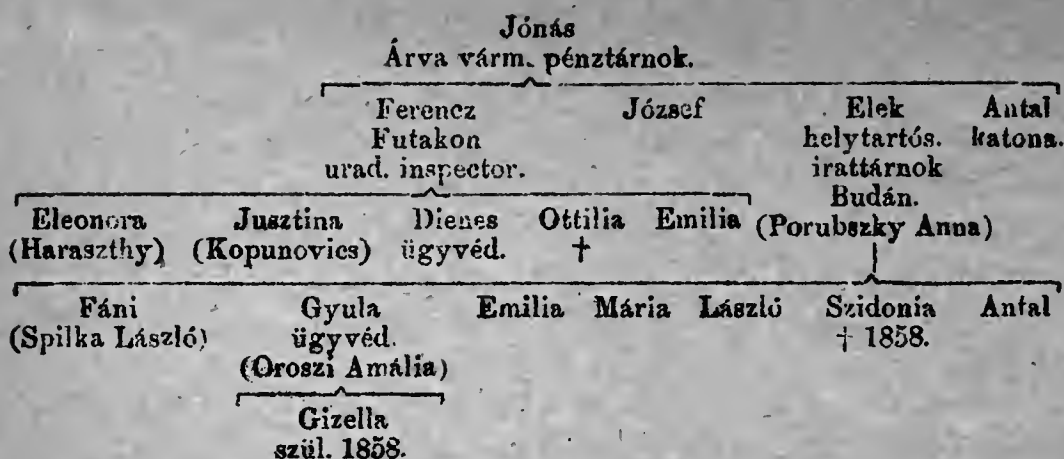 Jónás
Árva várm. pénztárnok.
Ferencz József Elek Antal
Futakon helytartós. katona.
urad. inspector. irattárnok
Budán.
Eleonora Jusztina Dienes Ottilia Emilia (Porubszky Anna)
(Haraszthy) (Kopunovics) ügyvéd. †
Fáni Gyula Emilia Mária László Szidonia Antal
(Spilka László) ügyvéd. † 1858.
(Oroszi Amália)
Gizella
szül. 1858.